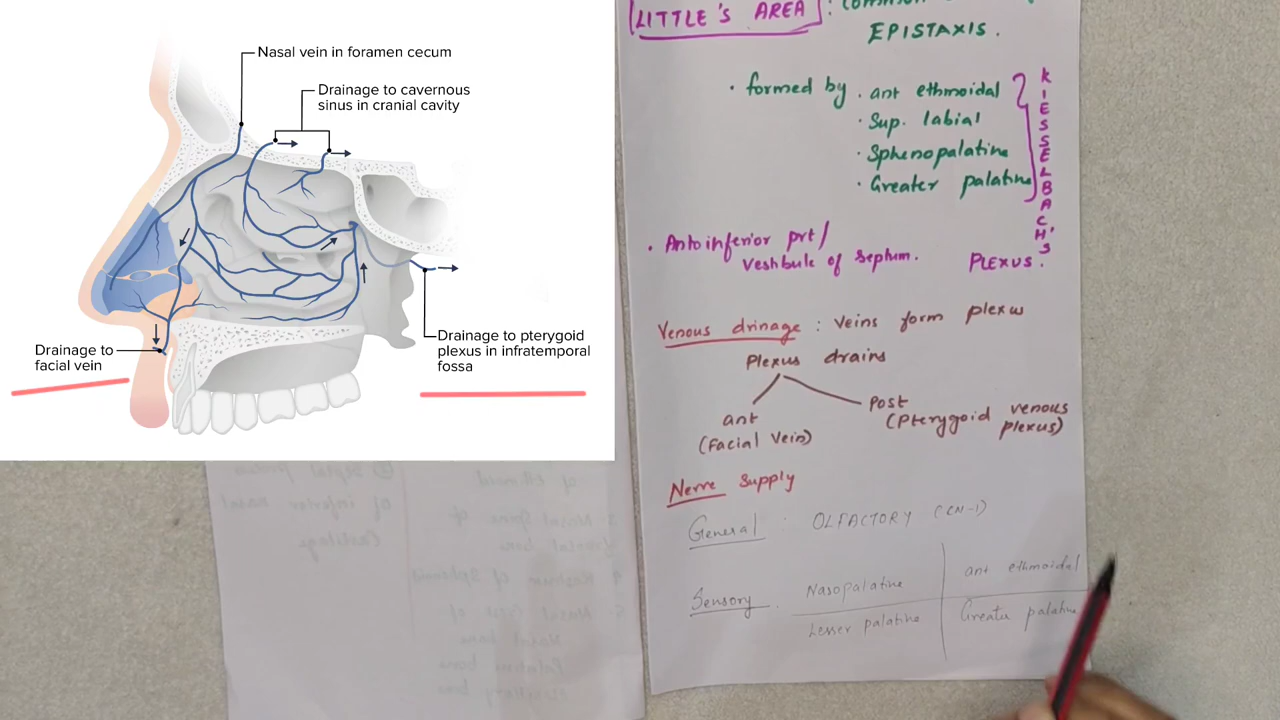 Nasal vein in foramen cecum
Drainage to cavernous
sinus in cranial cavity
Drainage to
facial vein
Drainage to pterygoid
plexus in infratemporal
fossa
LITTLE'S AREA :
EPISTAXIS.
• formed by • ant ethmoidal
• Sup. labial
• Sphenopalatine
• Greater palatine
KIESSELBACH'S
PLEXUS.
• Antoinferior prt/
Veshbule of septum.
Venous drinage : Veins form plexus
Plexus drains
ant
(Facial Vein)
Post
(Pterygoid venous
plexus)
Nerve Supply
General : OLFACTORY (CN-1)
Sensory Nasopalatine ant ethmoidal
Lesser palatine Greater palatine